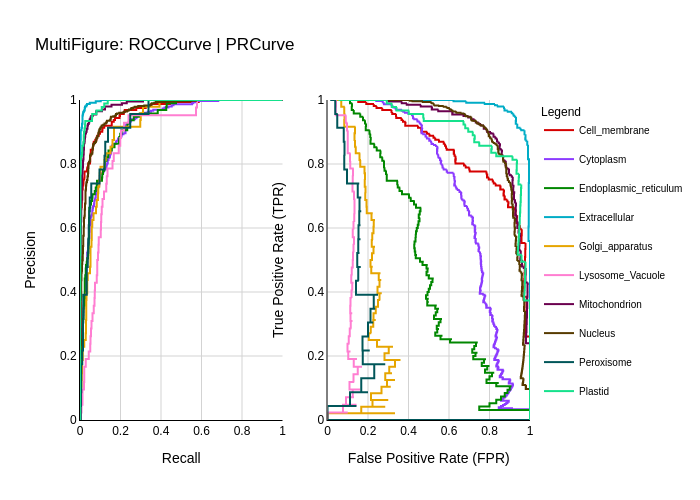 MultiFigure: ROCCurve | PRCurve
1
0.8
0.6
0.4
0.2
0
0
0.2
0.4
0.6
0.8
1
Recall
Precision
1
0.8
0.6
0.4
0.2
0
0
0.2
0.4
0.6
0.8
1
False Positive Rate (FPR)
True Positive Rate (TPR)
Legend
Cell_membrane
Cytoplasm
Endoplasmic_reticulum
Extracellular
Golgi_apparatus
Lysosome_Vacuole
Mitochondrion
Nucleus
Peroxisome
Plastid